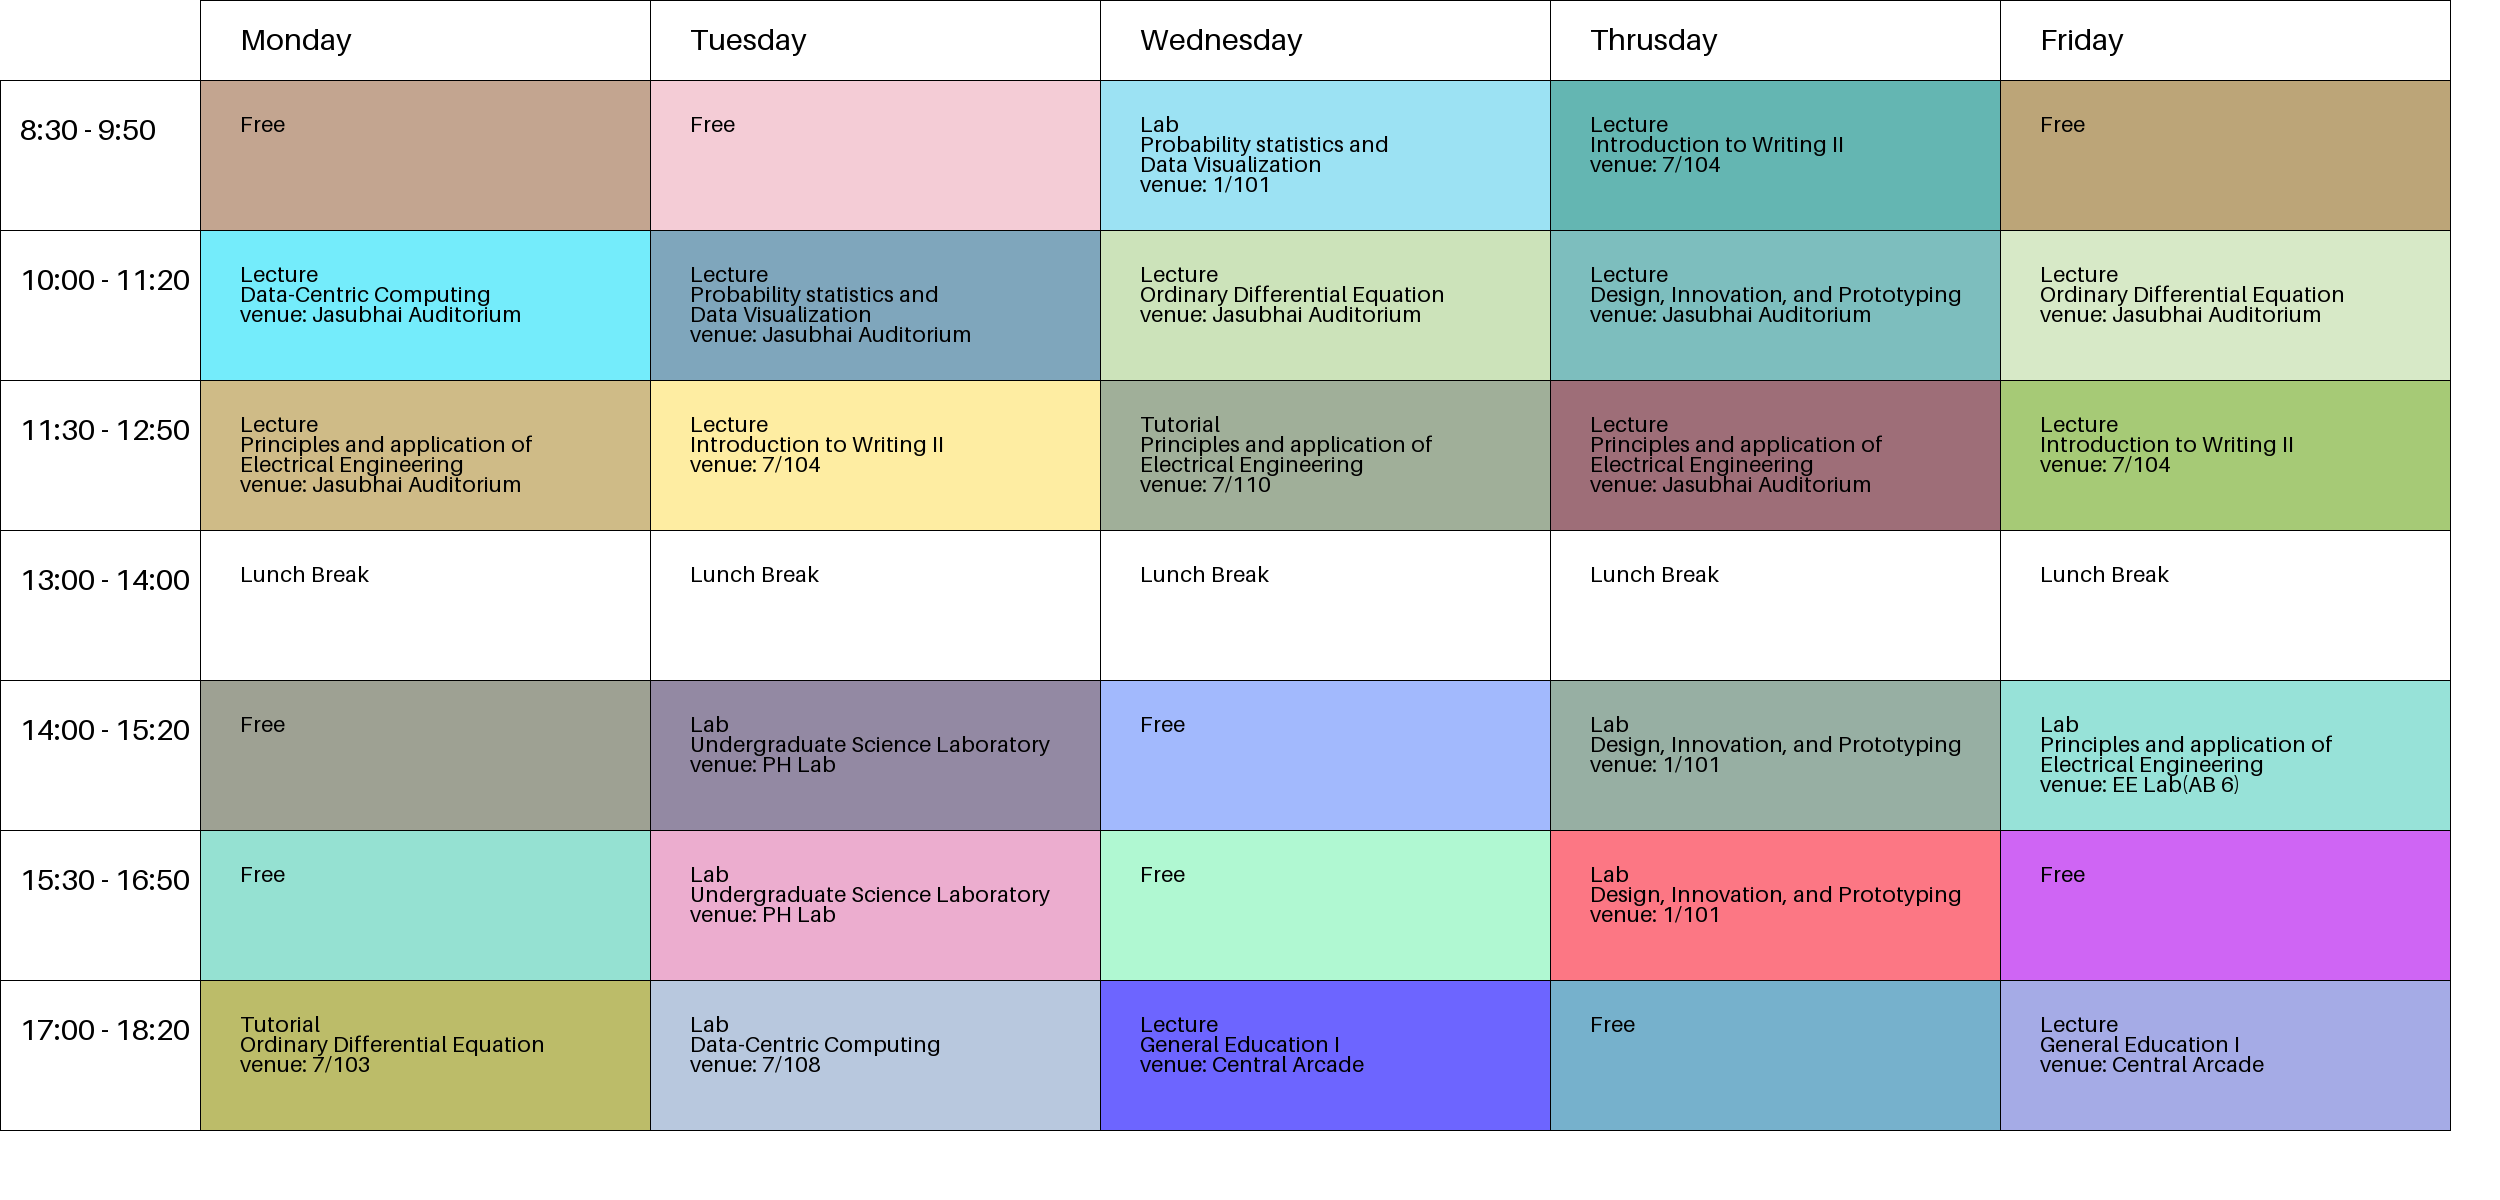 Monday
Tuesday
Wednesday
Thrusday
Friday
8:30 - 9:50
Free
Free
Lab
Probability statistics and
Data Visualization
venue: 1/101
Lecture
Introduction to Writing II
venue: 7/104
Free
10:00 - 11:20
Lecture
Data-Centric Computing
venue: Jasubhai Auditorium
Lecture
Probability statistics and
Data Visualization
venue: Jasubhai Auditorium
Lecture
Ordinary Differential Equation
venue: Jasubhai Auditorium
Lecture
Design, Innovation, and Prototyping
venue: Jasubhai Auditorium
Lecture
Ordinary Differential Equation
venue: Jasubhai Auditorium
11:30 - 12:50
Lecture
Principles and application of
Electrical Engineering
venue: Jasubhai Auditorium
Lecture
Introduction to Writing II
venue: 7/104
Tutorial
Principles and application of
Electrical Engineering
venue: 7/110
Lecture
Principles and application of
Electrical Engineering
venue: Jasubhai Auditorium
Lecture
Introduction to Writing II
venue: 7/104
13:00 - 14:00
Lunch Break
Lunch Break
Lunch Break
Lunch Break
Lunch Break
14:00 - 15:20
Free
Lab
Undergraduate Science Laboratory
venue: PH Lab
Free
Lab
Design, Innovation, and Prototyping
venue: 1/101
Lab
Principles and application of
Electrical Engineering
venue: EE Lab(AB 6)
15:30 - 16:50
Free
Lab
Undergraduate Science Laboratory
venue: PH Lab
Free
Lab
Design, Innovation, and Prototyping
venue: 1/101
Free
17:00 - 18:20
Tutorial
Ordinary Differential Equation
venue: 7/103
Lab
Data-Centric Computing
venue: 7/108
Lecture
General Education I
venue: Central Arcade
Free
Lecture
General Education I
venue: Central Arcade